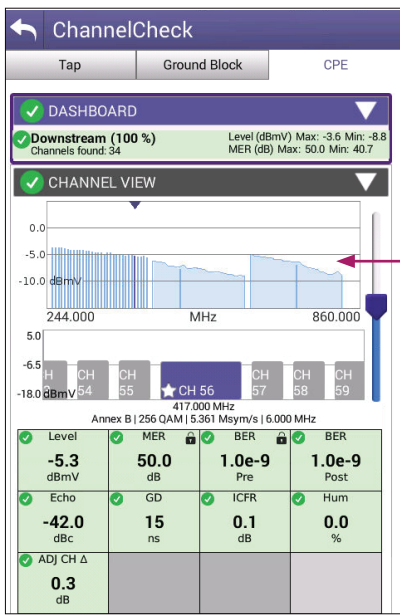 ChannelCheck
Tap Ground Block CPE
DASHBOARD
Downstream (100 %) Level (dBmV) Max: -3.6 Min: -8.8
Channels found: 34 MER (dB) Max: 50.0 Min: 40.7
CHANNEL VIEW
0.0
-5.0
-10.0 dBmV
244.000 MHz 860.000
5.0
-6.5
-18.0 dBmV
CH 54 CH 55 CH 56 CH 57 CH 58 CH 59
417.000 MHz
Annex B | 256 QAM | 5.361 Msym/s | 6.000 MHz
Level MER BER BER
-5.3 50.0 1.0e-9 1.0e-9
dBmV dB Pre Post
Echo GD ICFR Hum
-42.0 15 0.1 0.0
dBc ns dB %
ADJ CH Δ
0.3
dB